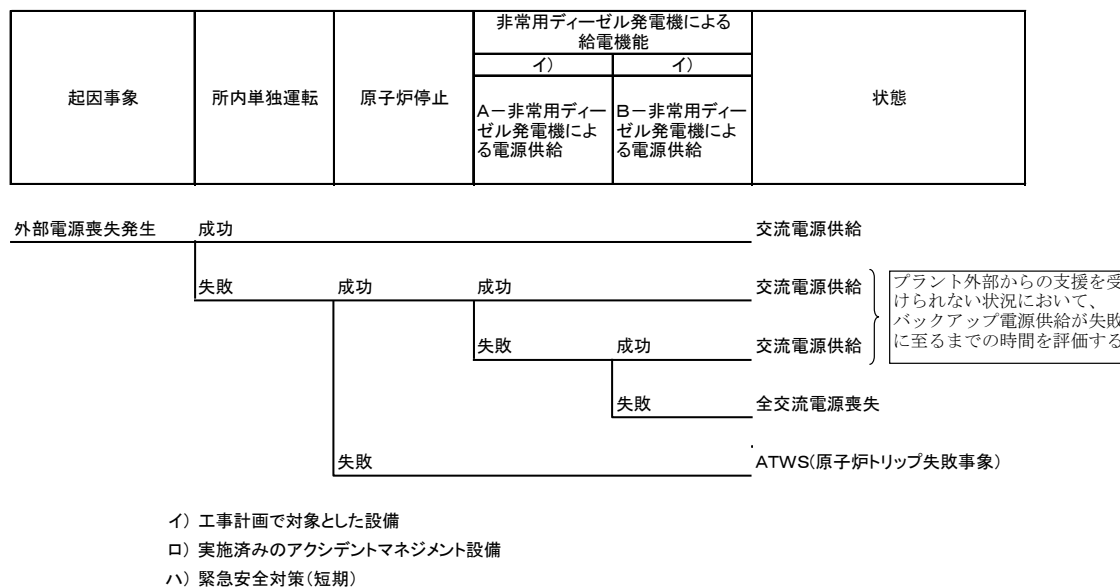 起因事象
所内単独運転
原子炉停止
非常用ディーゼル発電機による
給電機能
イ)
イ)
A－非常用ディー
ゼル発電機によ
る電源供給
B－非常用ディー
ゼル発電機によ
る電源供給
状態
外部電源喪失発生
成功
交流電源供給
失敗
成功
成功
交流電源供給
失敗
成功
交流電源供給
失敗
全交流電源喪失
失敗
ATWS(原子炉トリップ失敗事象)
プラント外部からの支援を受
けられない状況において、
バックアップ電源供給が失敗
に至るまでの時間を評価する
イ) 工事計画で対象とした設備
ロ) 実施済みのアクシデントマネジメント設備
ハ) 緊急安全対策(短期)